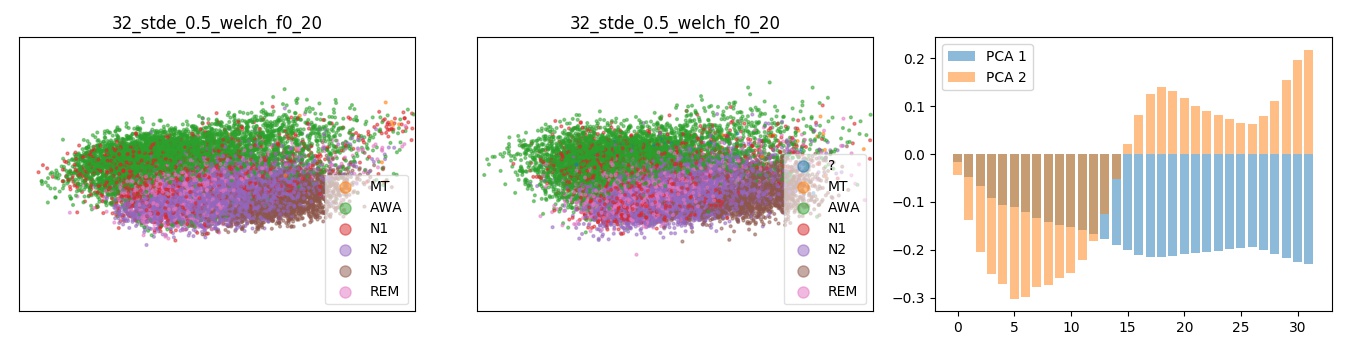 32_stde_0.5_welch_f0_20
MT
AWA
N1
N2
N3
REM
32_stde_0.5_welch_f0_20
?
MT
AWA
N1
N2
N3
REM
PCA 1
PCA 2
0.2
0.1
0.0
−0.1
−0.2
−0.3
0 5 10 15 20 25 30